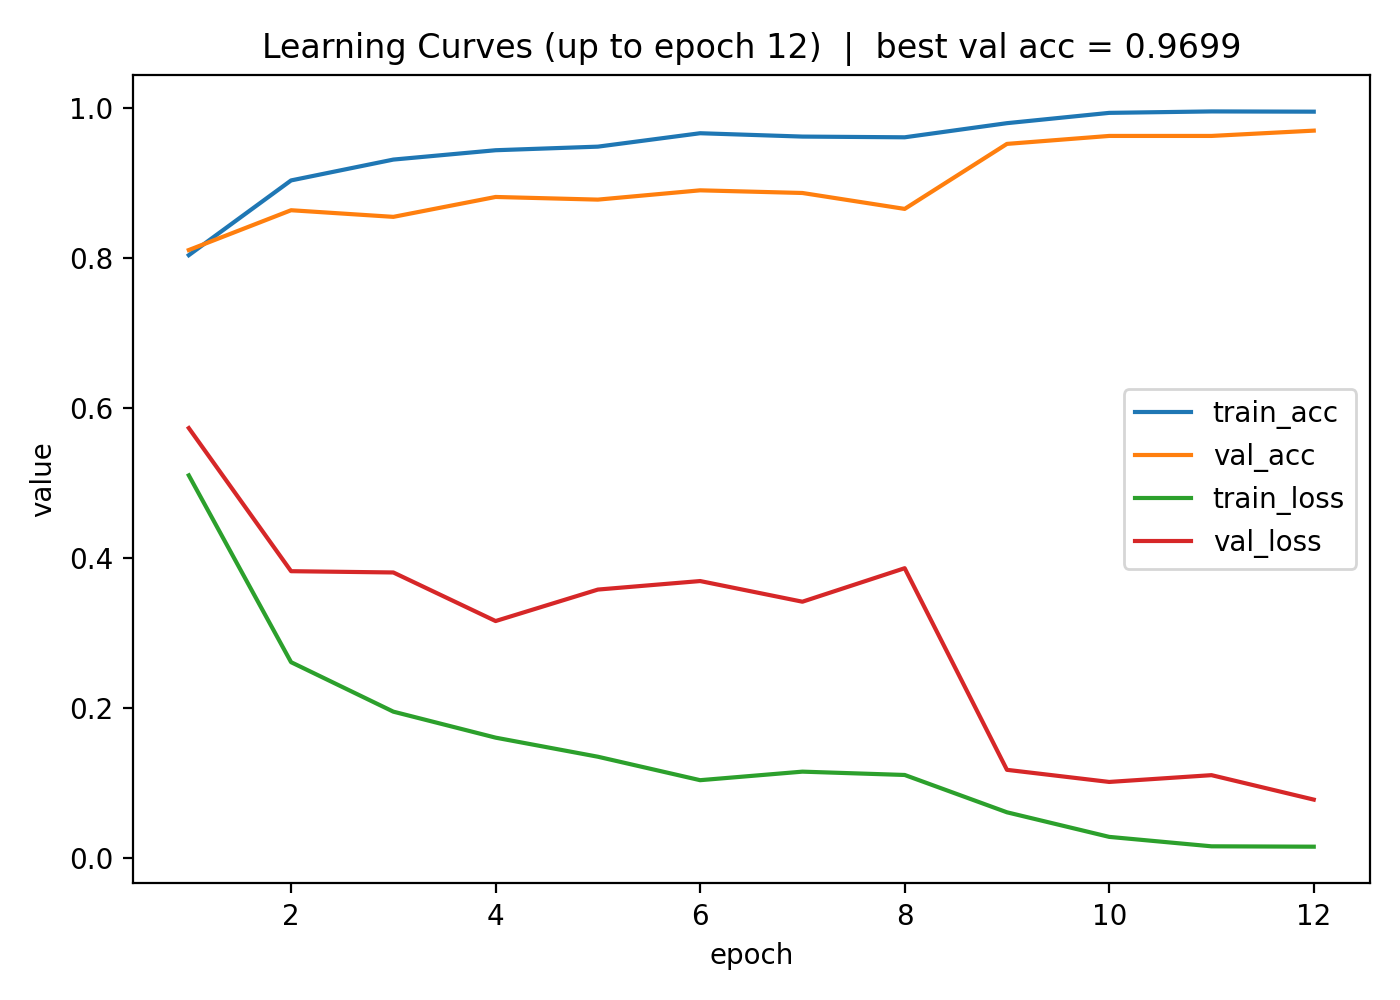 Learning Curves (up to epoch 12) | best val acc = 0.9699
1.0
0.8
0.6
0.4
0.2
0.0
value
train_acc
val_acc
train_loss
val_loss
2 4 6 8 10 12
epoch